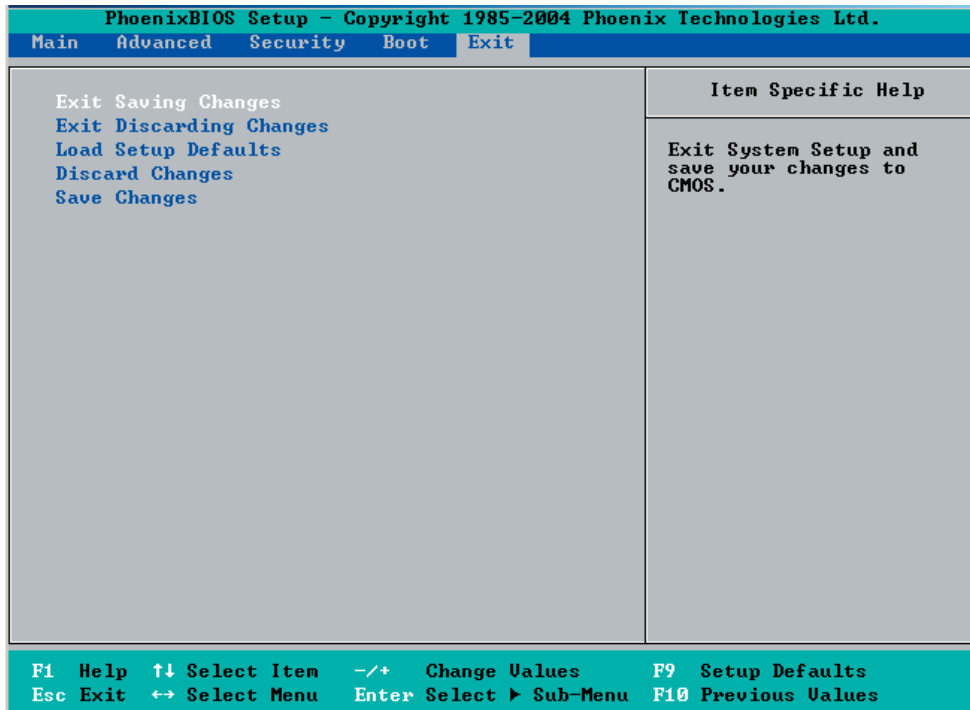 PhoenixBIOS Setup – Copyright 1985-2004 Phoenix Technologies Ltd.
Main Advanced Security Boot Exit
Exit Saving Changes
Exit Discarding Changes
Load Setup Defaults
Discard Changes
Save Changes
Item Specific Help
Exit System Setup and
save your changes to
CMOS.
F1 Help ↑↓ Select Item -/+ Change Values F9 Setup Defaults
Esc Exit ↔ Select Menu Enter Select ▶ Sub-Menu F10 Previous Values